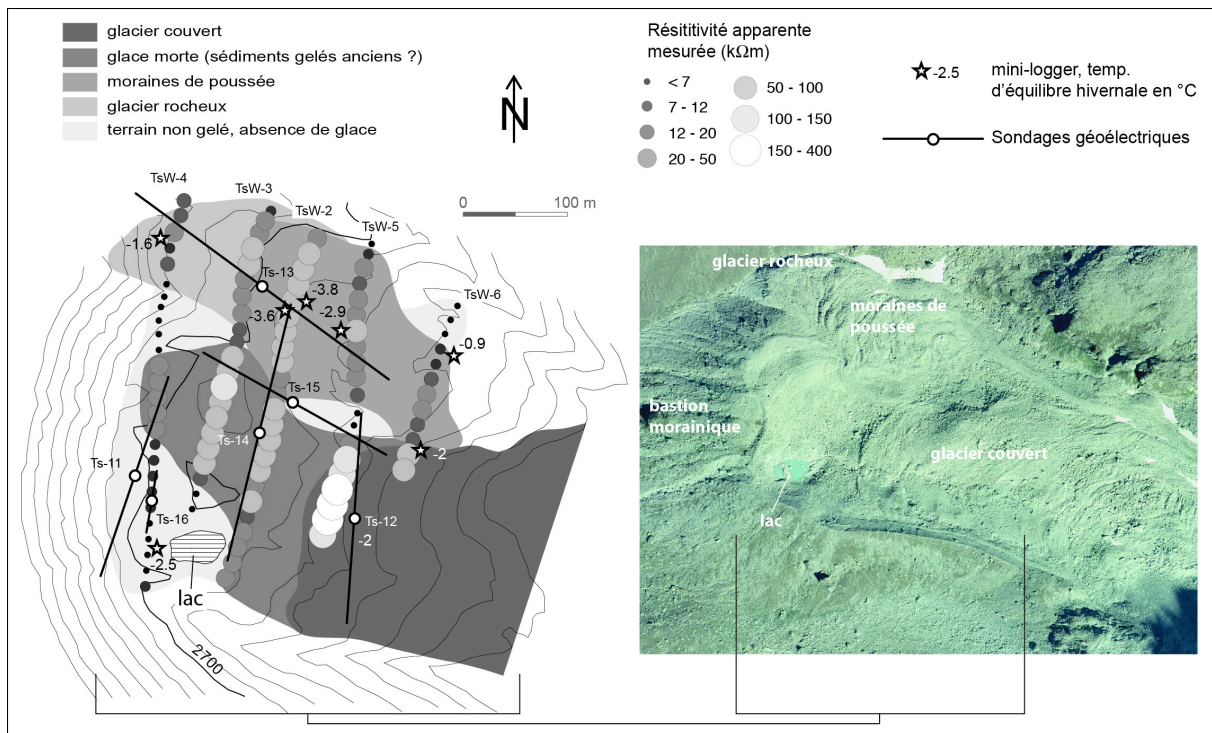 glacier couvert
glace morte (sédiments gelés anciens ?)
moraines de poussée
glacier rocheux
terrain non gelé, absence de glace
N
Résititivité apparente
mesurée (kΩm)
< 7
7 - 12
12 - 20
20 - 50
50 - 100
100 - 150
150 - 400
-2.5
mini-logger, temp.
d'équilibre hivernale en °C
Sondages géoélectriques
0 100 m
TsW-4
TsW-3
TsW-2
TsW-5
TsW-6
-1.6
Ts-13
-3.8
-3.6
-2.9
-0.9
Ts-15
Ts-14
-2
Ts-11
Ts-16
Ts-12
-2
-2.5
lac
2700
glacier rocheux
moraines de
poussée
bastion
morainique
glacier couvert
lac